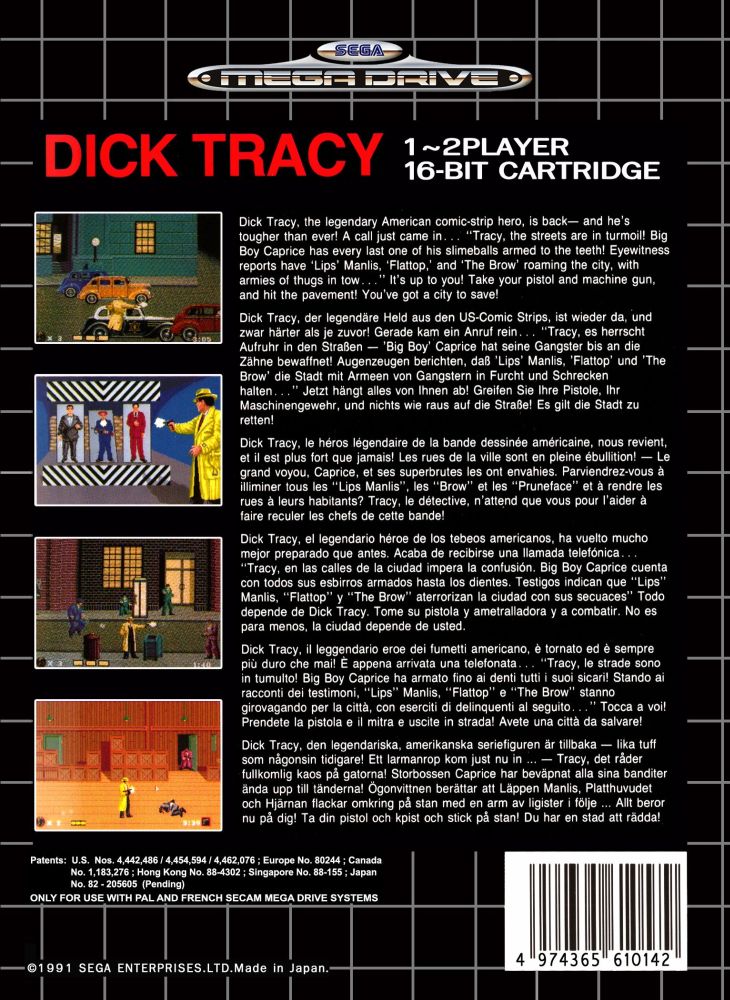 SEGA
MEGA DRIVE
DICK TRACY
1~2PLAYER
16-BIT CARTRIDGE
Dick Tracy, the legendary American comic-strip hero, is back— and he's
tougher than ever! A call just came in... "Tracy, the streets are in turmoil! Big
Boy Caprice has every last one of his slimeballs armed to the teeth! Eyewitness
reports have 'Lips' Manlis, 'Flattop,' and 'The Brow' roaming the city, with
armies of thugs in tow..." It's up to you! Take your pistol and machine gun,
and hit the pavement! You've got a city to save!
Dick Tracy, der legendäre Held aus den US-Comic Strips, ist wieder da, und
zwar härter als je zuvor! Gerade kam ein Anruf rein... "Tracy, es herrscht
Aufruhr in den Straßen — 'Big Boy' Caprice hat seine Gangster bis an die
Zähne bewaffnet! Augenzeugen berichten, daß 'Lips' Manlis, 'Flattop' und 'The
Brow' die Stadt mit Armeen von Gangstern in Furcht und Schrecken
halten..." Jetzt hängt alles von Ihnen ab! Greifen Sie Ihre Pistole, Ihr
Maschinengewehr, und nichts wie raus auf die Straße! Es gilt die Stadt zu
retten!
Dick Tracy, le héros légendaire de la bande dessinée américaine, nous revient,
et il est plus fort que jamais! Les rues de la ville sont en pleine ébullition! — Le
grand voyou, Caprice, et ses superbrutes les ont envahies. Parviendrez-vous à
illiminer tous les "Lips Manlis", les "Brow" et les "Pruneface" et à rendre les
rues à leurs habitants? Tracy, le détective, n'attend que vous pour l'aider à
faire reculer les chefs de cette bande!
Dick Tracy, el legendario héroe de los tebeos americanos, ha vuelto mucho
mejor preparado que antes. Acaba de recibirse una llamada telefónica...
"Tracy, en las calles de la ciudad impera la confusión. Big Boy Caprice cuenta
con todos sus esbirros armados hasta los dientes. Testigos indican que "Lips"
Manlis, "Flattop" y "The Brow" aterrorizan la ciudad con sus secuaces" Todo
depende de Dick Tracy. Tome su pistola y ametralladora y a combatir. No es
para menos, la ciudad depende de usted.
Dick Tracy, il leggendario eroe dei fumetti americano, è tornato ed è sempre
più duro che mai! È appena arrivata una telefonata... "Tracy, le strade sono
in tumulto! Big Boy Caprice ha armato fino ai denti tutti i suoi sicari! Stando ai
racconti dei testimoni, "Lips" Manlis, "Flattop" e "The Brow" stanno
girovagando per la città, con eserciti di delinquenti al seguito..." Tocca a voi!
Prendete la pistola e il mitra e uscite in strada! Avete una città da salvare!
Dick Tracy, den legendariska, amerikanska seriefiguren är tillbaka — lika tuff
som någonsin tidigare! Ett larmanrop kom just nu in ... — Tracy, det råder
fullkomlig kaos på gatorna! Storbossen Caprice har beväpnat alla sina banditer
ända upp till tänderna! Ögonvittnen berättar att Läppen Manlis, Platthuvudet
och Hjärnan flackar omkring på stan med en arm av ligister i följe ... Allt beror
nu på dig! Ta din pistol och kpist och stick på stan! Du har en stad att rädda!
X 3
3:05
X 3
1:40
X 2
3:34
Patents: U.S. Nos. 4,442,486 / 4,454,594 / 4,462,076 ; Europe No. 80244 ; Canada
No. 1,183,276 ; Hong Kong No. 88-4302 ; Singapore No. 88-155 ; Japan
No. 82 - 205605 (Pending)
ONLY FOR USE WITH PAL AND FRENCH SECAM MEGA DRIVE SYSTEMS
©1991 SEGA ENTERPRISES.LTD.Made in Japan.
4 974365 610142